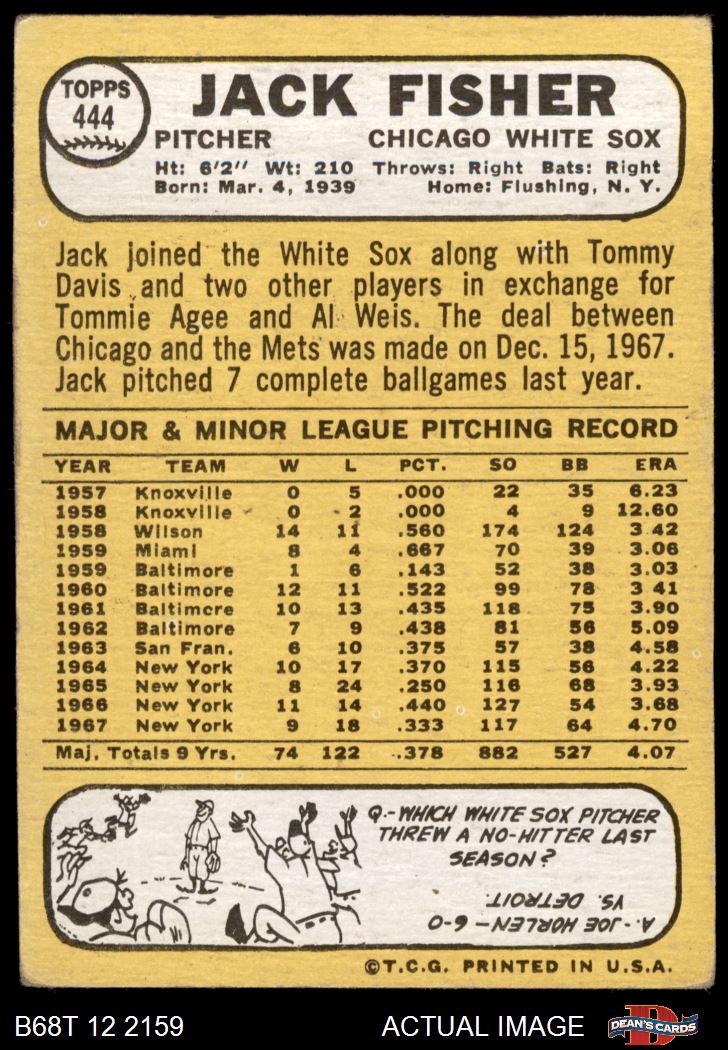 TOPPS
444
JACK FISHER
PITCHER CHICAGO WHITE SOX
Ht: 6'2" Wt: 210 Throws: Right Bats: Right
Born: Mar. 4, 1939 Home: Flushing, N. Y.
Jack joined the White Sox along with Tommy
Davis and two other players in exchange for
Tommie Agee and Al Weis. The deal between
Chicago and the Mets was made on Dec. 15, 1967.
Jack pitched 7 complete ballgames last year.
MAJOR & MINOR LEAGUE PITCHING RECORD
YEAR TEAM W L PCT. SO BB ERA
1957 Knoxville 0 5 .000 22 35 6.23
1958 Knoxville 0 2 .000 4 9 12.60
1958 Wilson 14 11 .560 174 124 3.42
1959 Miami 8 4 .667 70 39 3.06
1959 Baltimore 1 6 .143 52 38 3.03
1960 Baltimore 12 11 .522 99 78 3 41
1961 Baltimore 10 13 .435 118 75 3.90
1962 Baltimore 7 9 .438 81 56 5.09
1963 San Fran. 6 10 .375 57 38 4.58
1964 New York 10 17 .370 115 56 4.22
1965 New York 8 24 .250 116 68 3.93
1966 New York 11 14 .440 127 54 3.68
1967 New York 9 18 .333 117 64 4.70
Maj. Totals 9 Yrs. 74 122 .378 882 527 4.07
Q.-WHICH WHITE SOX PITCHER
THREW A NO-HITTER LAST
SEASON?
A. JOE HORLEN - 6-0
VS. DETROIT.
©T.C.G. PRINTED IN U.S.A.
B68T 12 2159 ACTUAL IMAGE D DEAN'S CARDS